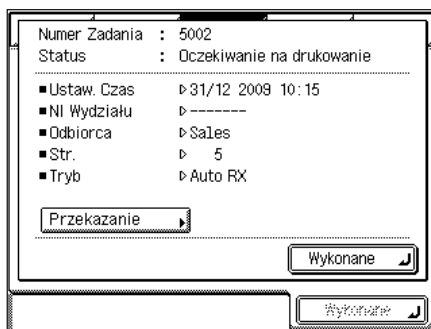 Numer Zadania : 5002
Status : Oczekiwanie na drukowanie
■ Ustaw. Czas ▷ 31/12 2009 10:15
■ NI Wydziału ▷ -------
■ Odbiorca ▷ Sales
■ Str. ▷ 5
■ Tryb ▷ Auto RX
Przekazanie
Wykonane
Wykonane